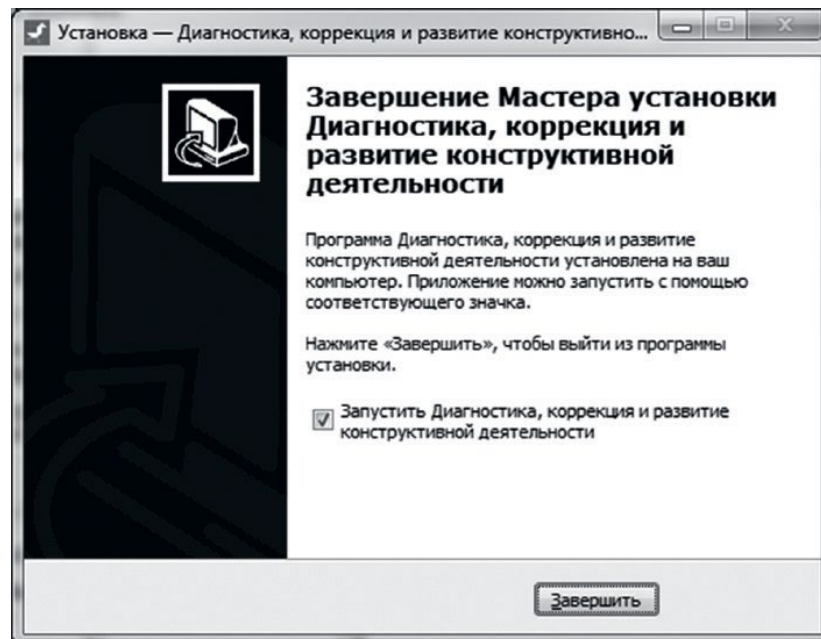 Установка — Диагностика, коррекция и развитие конструктивно...
Завершение Мастера установки
Диагностика, коррекция и
развитие конструктивной
деятельности
Программа Диагностика, коррекция и развитие
конструктивной деятельности установлена на ваш
компьютер. Приложение можно запустить с помощью
соответствующего значка.
Нажмите «Завершить», чтобы выйти из программы
установки.
Запустить Диагностика, коррекция и развитие
конструктивной деятельности
Завершить